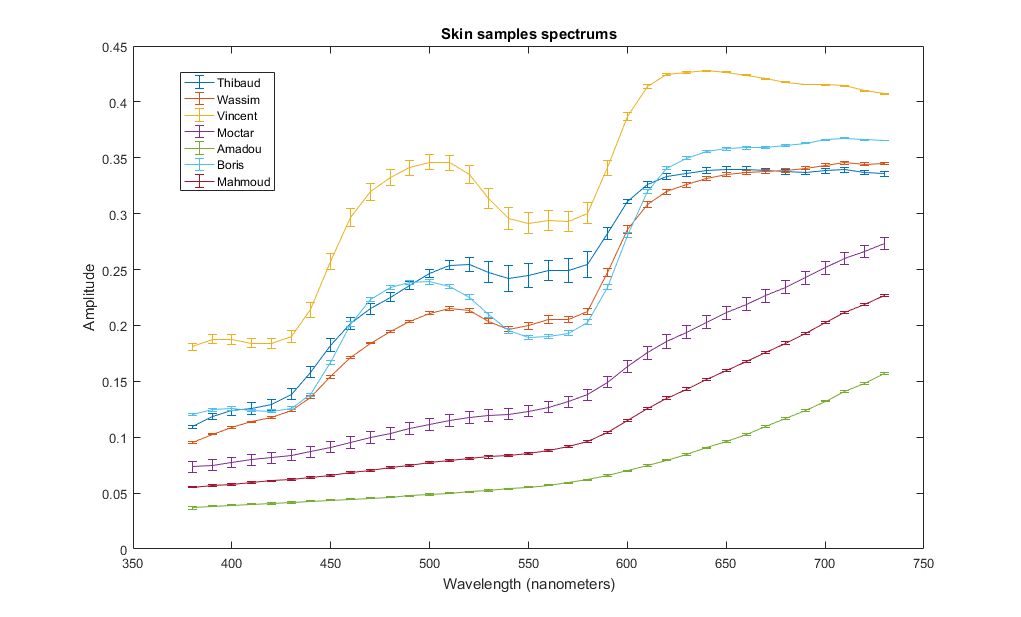 Skin samples spectrums
0.45
0.4
0.35
0.3
0.25
0.2
0.15
0.1
0.05
0
Amplitude
Thibaud
Wassim
Vincent
Moctar
Amadou
Boris
Mahmoud
350 400 450 500 550 600 650 700 750
Wavelength (nanometers)